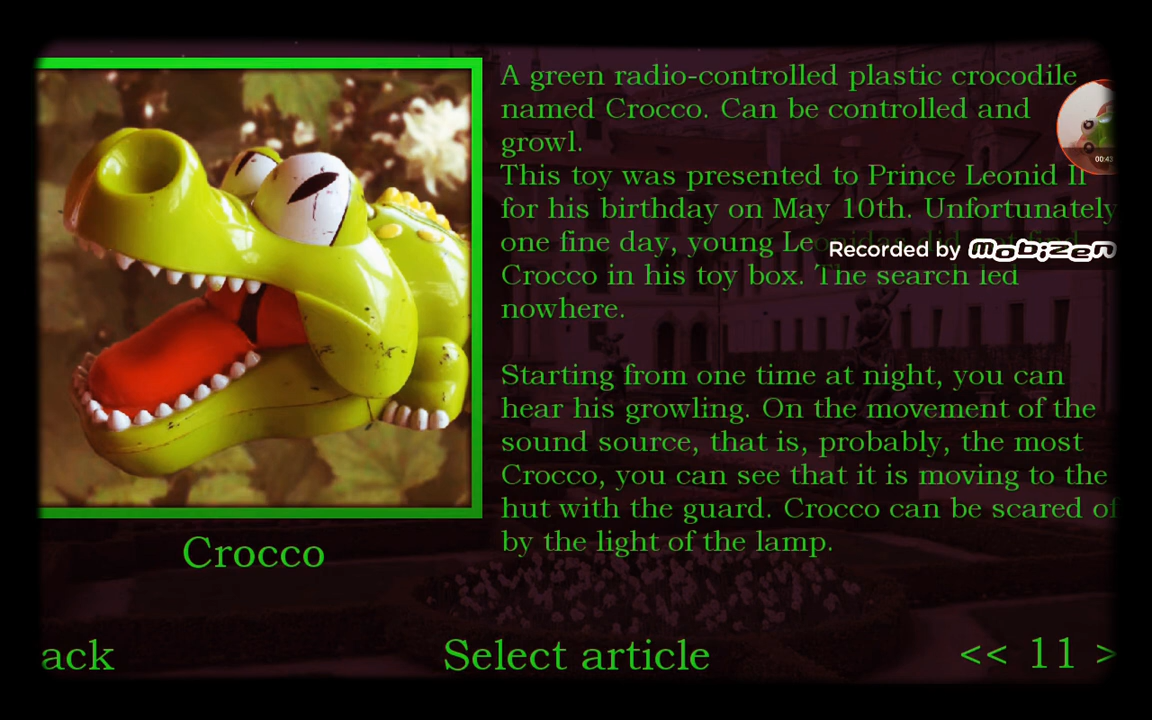 A green radio-controlled plastic crocodile
named Crocco. Can be controlled and
growl.
00:43
This toy was presented to Prince Leonid II
for his birthday on May 10th. Unfortunately
one fine day, young
Recorded by mobizen
Crocco in his toy box. The search led
nowhere.
Starting from one time at night, you can
hear his growling. On the movement of the
sound source, that is, probably, the most
Crocco, you can see that it is moving to the
hut with the guard. Crocco can be scared of
by the light of the lamp.
Crocco
ack
Select article
<< 11 >